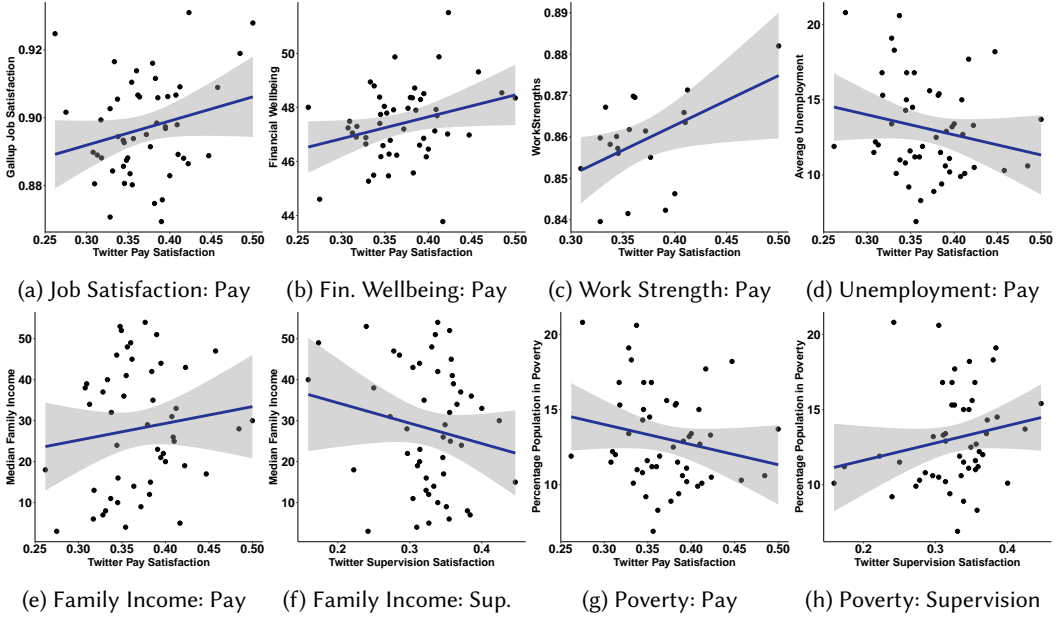 Gallup Job Satisfaction
0.92
0.90
0.88
0.25 0.30 0.35 0.40 0.45 0.50
Twitter Pay Satisfaction
(a) Job Satisfaction: Pay
Financial Wellbeing
50
48
46
44
0.25 0.30 0.35 0.40 0.45 0.50
Twitter Pay Satisfaction
(b) Fin. Wellbeing: Pay
WorkStrengths
0.89
0.88
0.87
0.86
0.85
0.84
0.30 0.35 0.40 0.45 0.50
Twitter Pay Satisfaction
(c) Work Strength: Pay
Average Unemployment
20
15
10
0.25 0.30 0.35 0.40 0.45 0.50
Twitter Pay Satisfaction
(d) Unemployment: Pay
Median Family Income
50
40
30
20
10
0
0.25 0.30 0.35 0.40 0.45 0.50
Twitter Pay Satisfaction
(e) Family Income: Pay
Median Family Income
50
40
30
20
10
0
0.2 0.3 0.4
Twitter Supervision Satisfaction
(f) Family Income: Sup.
Percentage Population in Poverty
20
15
10
0.25 0.30 0.35 0.40 0.45 0.50
Twitter Pay Satisfaction
(g) Poverty: Pay
Percentage Population in Poverty
20
15
10
0.2 0.3 0.4
Twitter Supervision Satisfaction
(h) Poverty: Supervision